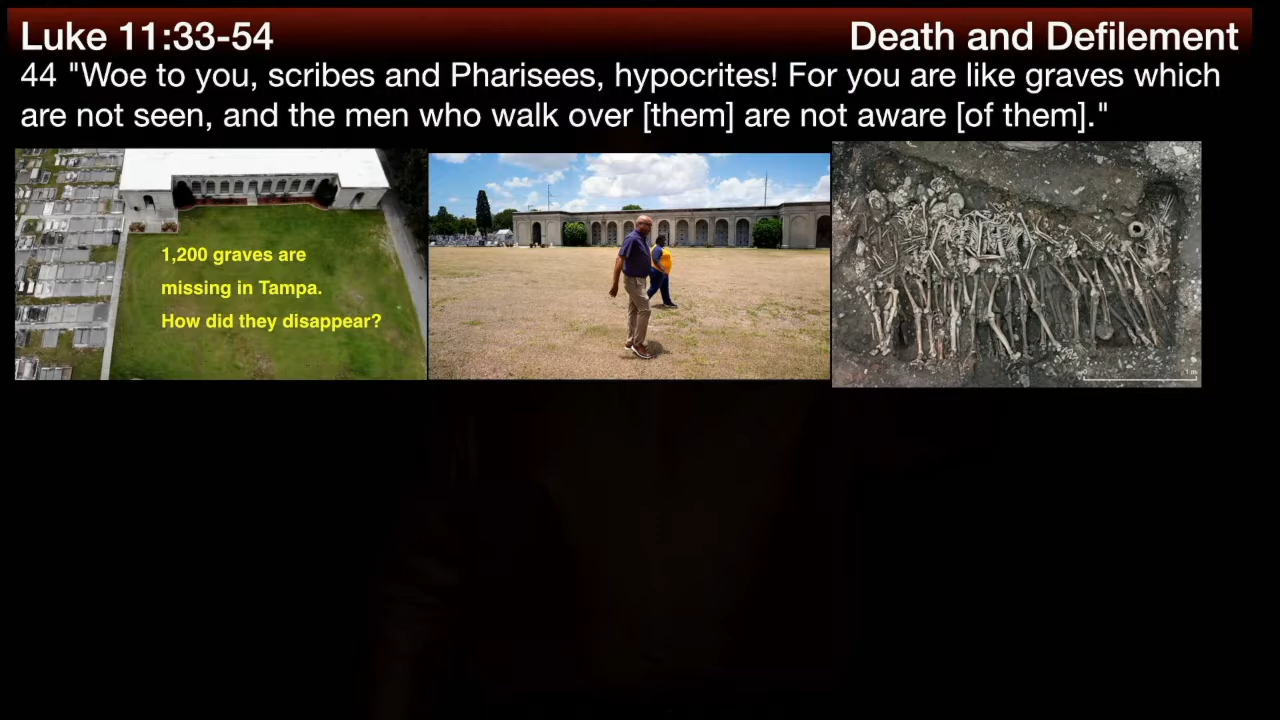 Luke 11:33-54
Death and Defilement
44 "Woe to you, scribes and Pharisees, hypocrites! For you are like graves which
are not seen, and the men who walk over [them] are not aware [of them]."
1,200 graves are
missing in Tampa.
How did they disappear?
0 1 m